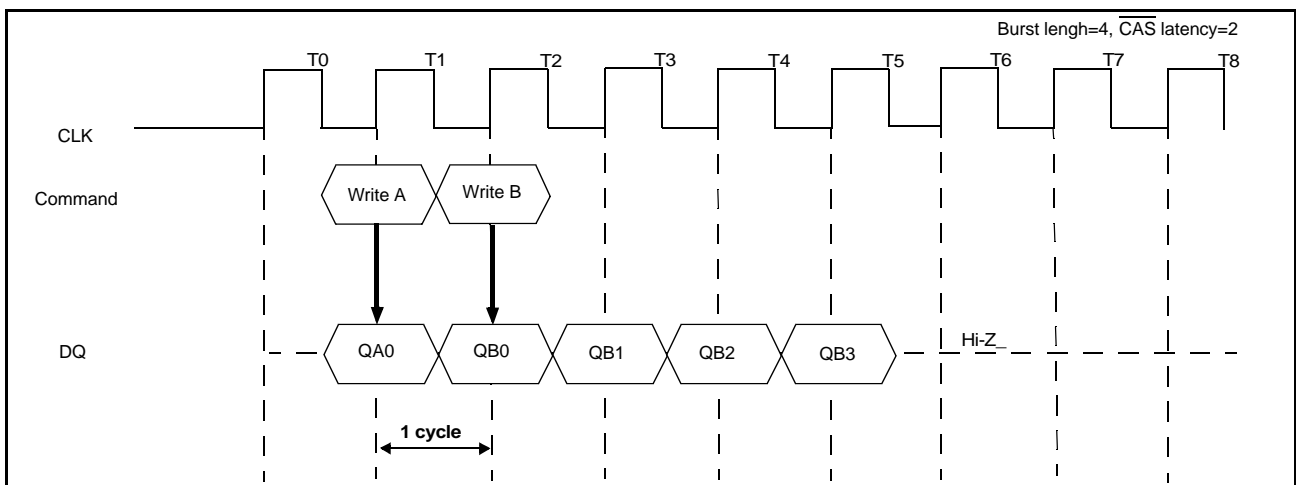 Burst lengh=4, CAS latency=2
T0 T1 T2 T3 T4 T5 T6 T7 T8
CLK
Command
Write A Write B
DQ
QA0 QB0 QB1 QB2 QB3 Hi-Z_
1 cycle